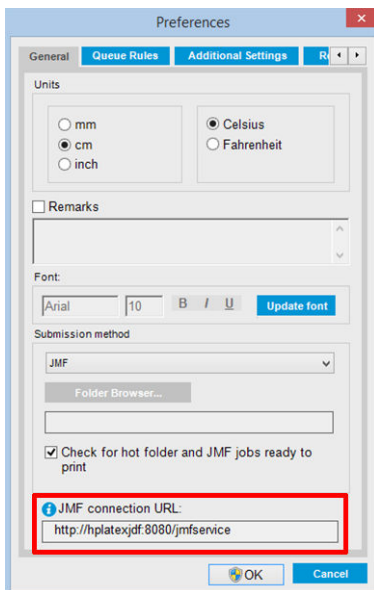 Preferences
General
Queue Rules
Additional Settings
Units
mm
cm
inch
Celsius
Fahrenheit
Remarks
Font:
Arial
10
B I U
Update font
Submission method
JMF
Folder Browser...
Check for hot folder and JMF jobs ready to
print
JMF connection URL:
http://hplatexjdf:8080/jmfservice
OK
Cancel